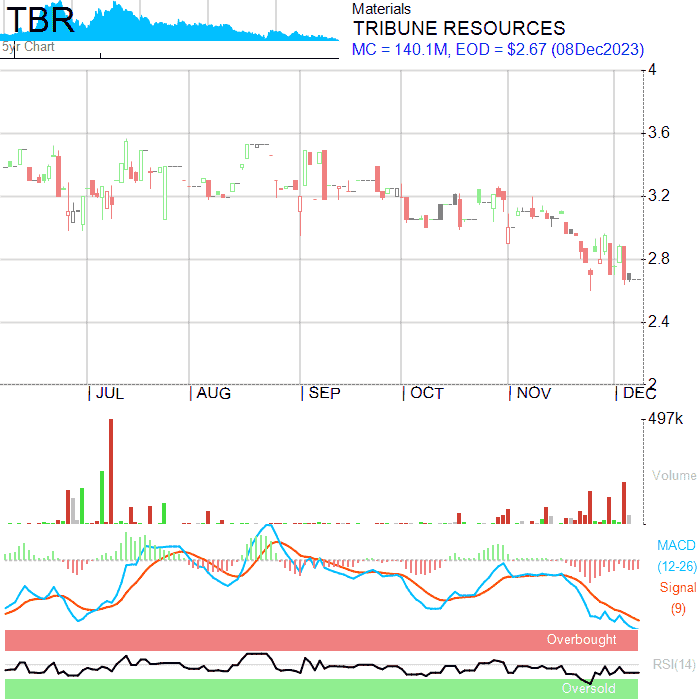 TBR
5yr Chart
Materials
TRIBUNE RESOURCES
MC = 140.1M, EOD = $2.67 (08Dec2023)
4
3.6
3.2
2.8
2.4
2
JUL AUG SEP OCT NOV DEC
497k
Volume
MACD
(12-26)
Signal
(9)
Overbought
RSI(14)
Oversold